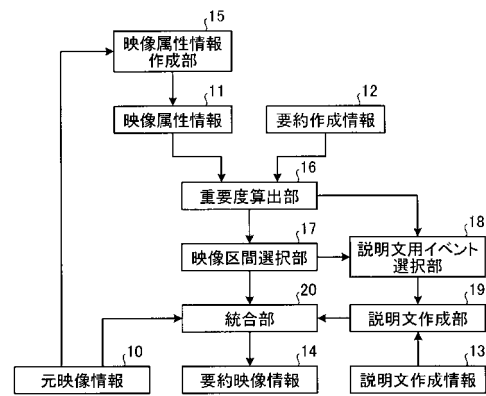 15
映像属性情報
作成部
11
映像属性情報
12
要約作成情報
16
重要度算出部
17
映像区間選択部
18
説明文用イベント
選択部
20
統合部
19
説明文作成部
10
元映像情報
14
要約映像情報
13
説明文作成情報